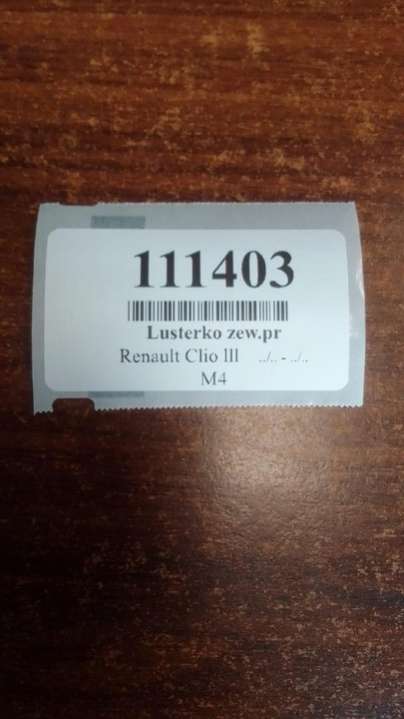 111403
Lusterko zew.pr
Renault Clio III ../.. - ../..
M4